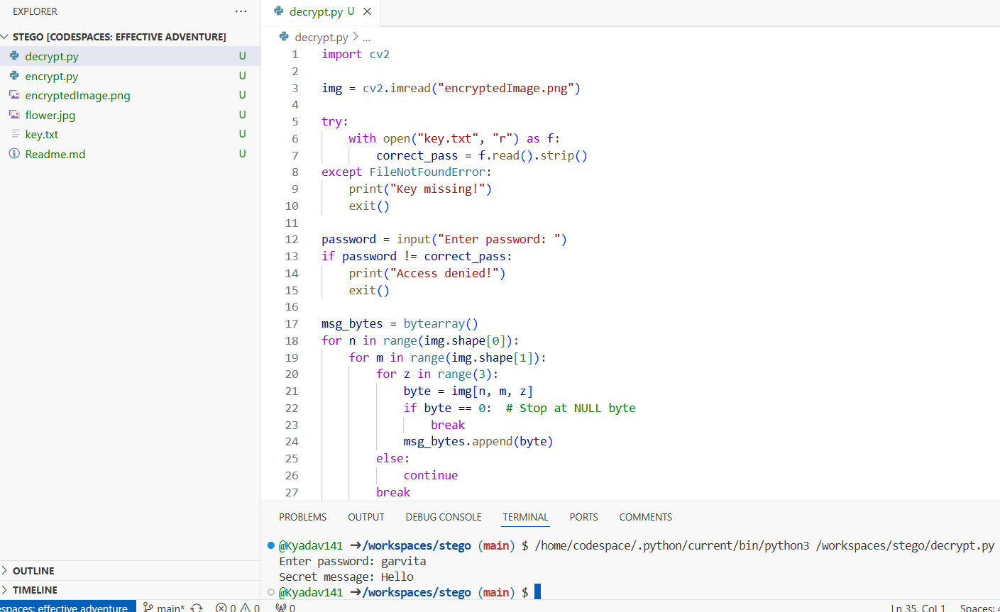 EXPLORER ...
STEGO [CODESPACES: EFFECTIVE ADVENTURE]
decrypt.py U
encrypt.py U
encryptedImage.png U
flower.jpg U
key.txt U
Readme.md U
OUTLINE
TIMELINE
decrypt.py U ×
decrypt.py > ...
1 import cv2
2
3 img = cv2.imread("encryptedImage.png")
4
5 try:
6     with open("key.txt", "r") as f:
7         correct_pass = f.read().strip()
8 except FileNotFoundError:
9     print("Key missing!")
10     exit()
11
12 password = input("Enter password: ")
13 if password != correct_pass:
14     print("Access denied!")
15     exit()
16
17 msg_bytes = bytearray()
18 for n in range(img.shape[0]):
19     for m in range(img.shape[1]):
20         for z in range(3):
21             byte = img[n, m, z]
22             if byte == 0:  # Stop at NULL byte
23                 break
24             msg_bytes.append(byte)
25         else:
26             continue
27         break
PROBLEMS OUTPUT DEBUG CONSOLE TERMINAL PORTS COMMENTS
@Kyadav141 →/workspaces/stego (main) $ /home/codespace/.python/current/bin/python3 /workspaces/stego/decrypt.py
Enter password: garvita
Secret message: Hello
@Kyadav141 →/workspaces/stego (main) $
spaces: effective adventure main* 0 0 0 Ln 35, Col 1 Spaces: